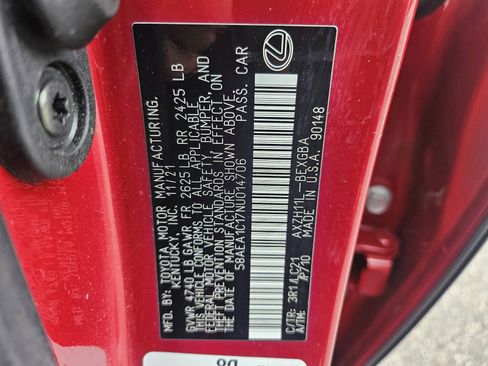 MFD. BY: TOYOTA MOTOR MANUFACTURING,
KENTUCKY, INC. 11/21
GVWR 4740 LB GAWR FR 2625 LB RR 2425 LB
THIS VEHICLE CONFORMS TO ALL APPLICABLE
FEDERAL MOTOR VEHICLE SAFETY, BUMPER, AND
THEFT PREVENTION STANDARDS IN EFFECT ON
THE DATE OF MANUFACTURE SHOWN ABOVE.
58AEA1C17NU014706 PASS. CAR
C/TR: 3R1/LC21 AXZH11L-BEXGBA
A/TM: P710 MADE IN U.S.A. 90148